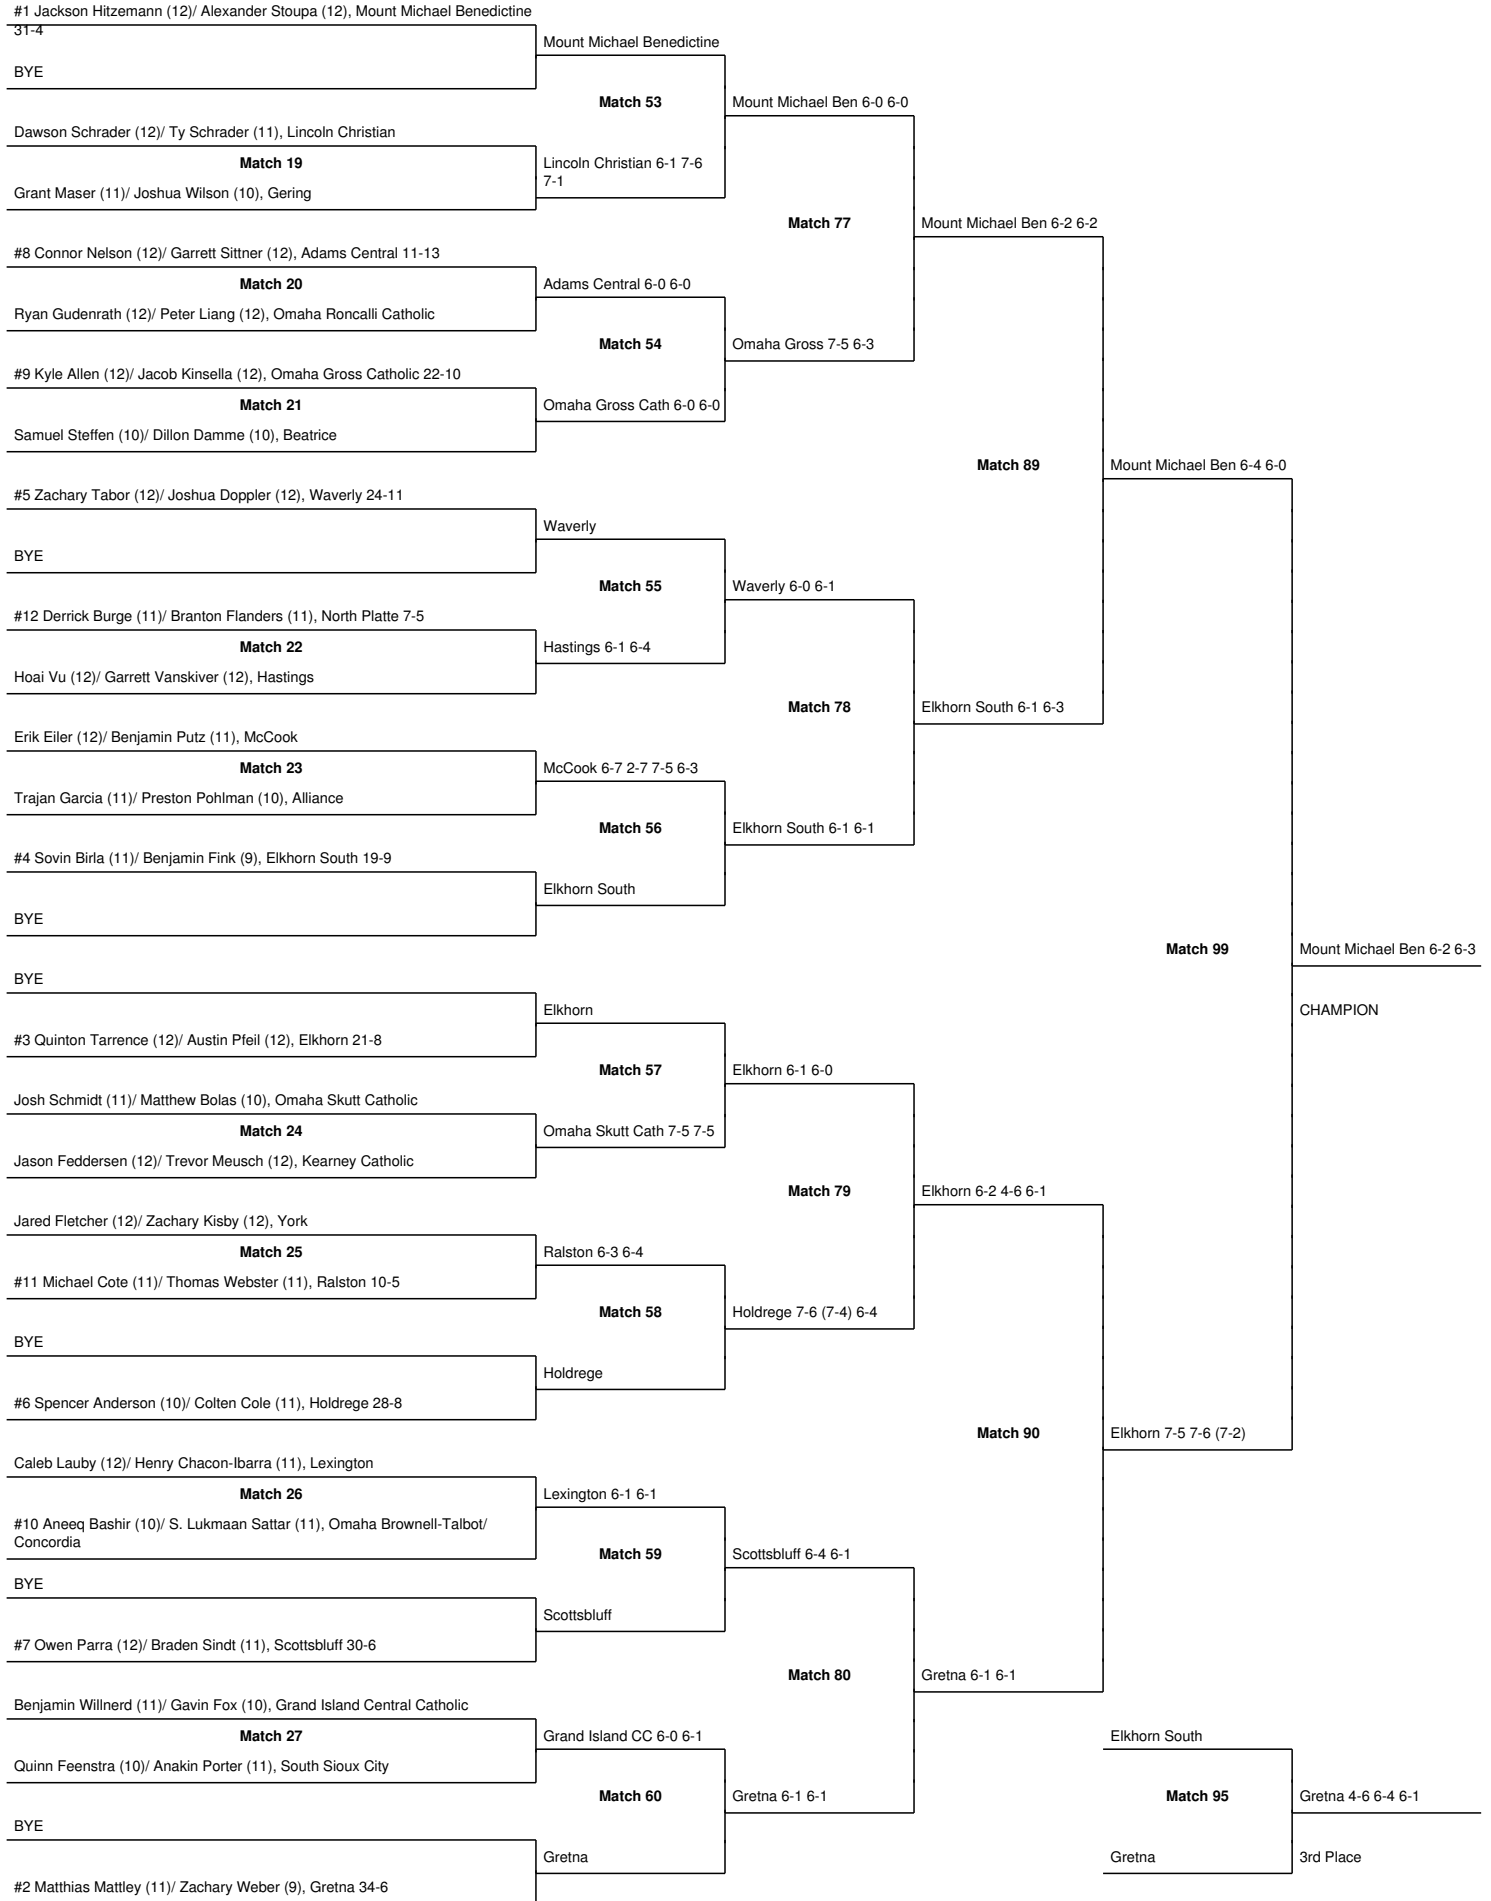 #1 Jackson Hitzemann (12)/ Alexander Stoupa (12), Mount Michael Benedictine
31-4
Mount Michael Benedictine
BYE
Match 53
Mount Michael Ben 6-0 6-0
Dawson Schrader (12)/ Ty Schrader (11), Lincoln Christian
Match 19
Lincoln Christian 6-1 7-6
7-1
Grant Maser (11)/ Joshua Wilson (10), Gering
Match 77
Mount Michael Ben 6-2 6-2
#8 Connor Nelson (12)/ Garrett Sittner (12), Adams Central 11-13
Match 20
Adams Central 6-0 6-0
Ryan Gudenrath (12)/ Peter Liang (12), Omaha Roncalli Catholic
Match 54
Omaha Gross 7-5 6-3
#9 Kyle Allen (12)/ Jacob Kinsella (12), Omaha Gross Catholic 22-10
Match 21
Omaha Gross Cath 6-0 6-0
Samuel Steffen (10)/ Dillon Damme (10), Beatrice
Match 89
Mount Michael Ben 6-4 6-0
#5 Zachary Tabor (12)/ Joshua Doppler (12), Waverly 24-11
Waverly
BYE
Match 55
Waverly 6-0 6-1
#12 Derrick Burge (11)/ Branton Flanders (11), North Platte 7-5
Match 22
Hastings 6-1 6-4
Hoai Vu (12)/ Garrett Vanskiver (12), Hastings
Match 78
Elkhorn South 6-1 6-3
Erik Eiler (12)/ Benjamin Putz (11), McCook
Match 23
McCook 6-7 2-7 7-5 6-3
Trajan Garcia (11)/ Preston Pohlman (10), Alliance
Match 56
Elkhorn South 6-1 6-1
#4 Sovin Birla (11)/ Benjamin Fink (9), Elkhorn South 19-9
Elkhorn South
BYE
Match 99
Mount Michael Ben 6-2 6-3
BYE
Elkhorn
CHAMPION
#3 Quinton Tarrence (12)/ Austin Pfeil (12), Elkhorn 21-8
Match 57
Elkhorn 6-1 6-0
Josh Schmidt (11)/ Matthew Bolas (10), Omaha Skutt Catholic
Match 24
Omaha Skutt Cath 7-5 7-5
Jason Feddersen (12)/ Trevor Meusch (12), Kearney Catholic
Match 79
Elkhorn 6-2 4-6 6-1
Jared Fletcher (12)/ Zachary Kisby (12), York
Match 25
Ralston 6-3 6-4
#11 Michael Cote (11)/ Thomas Webster (11), Ralston 10-5
Match 58
Holdrege 7-6 (7-4) 6-4
BYE
Holdrege
#6 Spencer Anderson (10)/ Colten Cole (11), Holdrege 28-8
Match 90
Elkhorn 7-5 7-6 (7-2)
Caleb Lauby (12)/ Henry Chacon-Ibarra (11), Lexington
Match 26
Lexington 6-1 6-1
#10 Aneeq Bashir (10)/ S. Lukmaan Sattar (11), Omaha Brownell-Talbot/
Concordia
Match 59
Scottsbluff 6-4 6-1
BYE
Scottsbluff
#7 Owen Parra (12)/ Braden Sindt (11), Scottsbluff 30-6
Match 80
Gretna 6-1 6-1
Benjamin Willnerd (11)/ Gavin Fox (10), Grand Island Central Catholic
Match 27
Grand Island CC 6-0 6-1
Elkhorn South
Quinn Feenstra (10)/ Anakin Porter (11), South Sioux City
Match 60
Gretna 6-1 6-1
Match 95
Gretna 4-6 6-4 6-1
BYE
Gretna
Gretna
3rd Place
#2 Matthias Mattley (11)/ Zachary Weber (9), Gretna 34-6